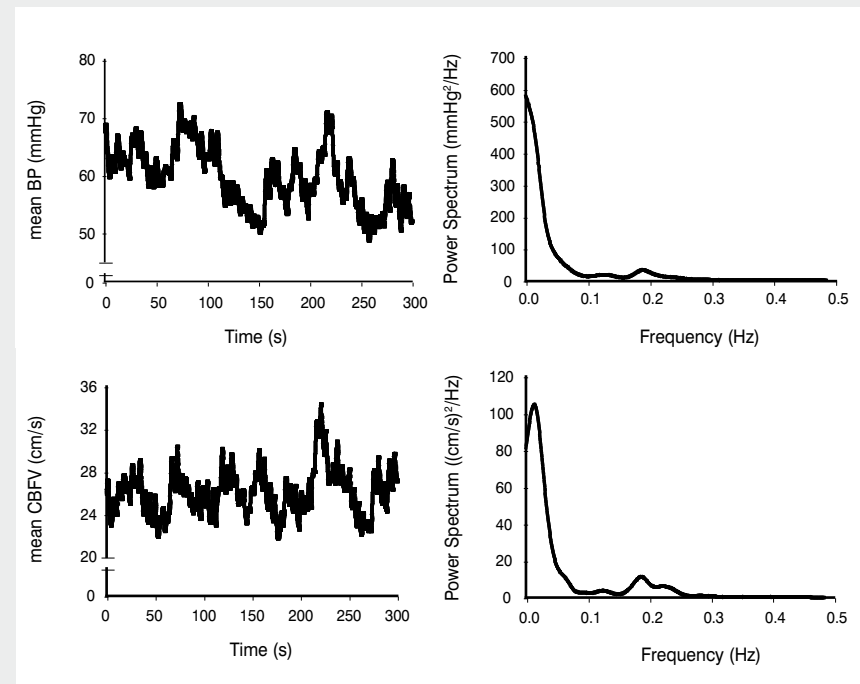 mean BP (mmHg)
80
70
60
50
0
0 50 100 150 200 250 300
Time (s)
Power Spectrum (mmHg²/Hz)
700
600
500
400
300
200
100
0
0.0 0.1 0.2 0.3 0.4 0.5
Frequency (Hz)
mean CBFV (cm/s)
36
32
28
24
20
0
0 50 100 150 200 250 300
Time (s)
Power Spectrum ((cm/s)²/Hz)
120
100
80
60
40
20
0
0.0 0.1 0.2 0.3 0.4 0.5
Frequency (Hz)